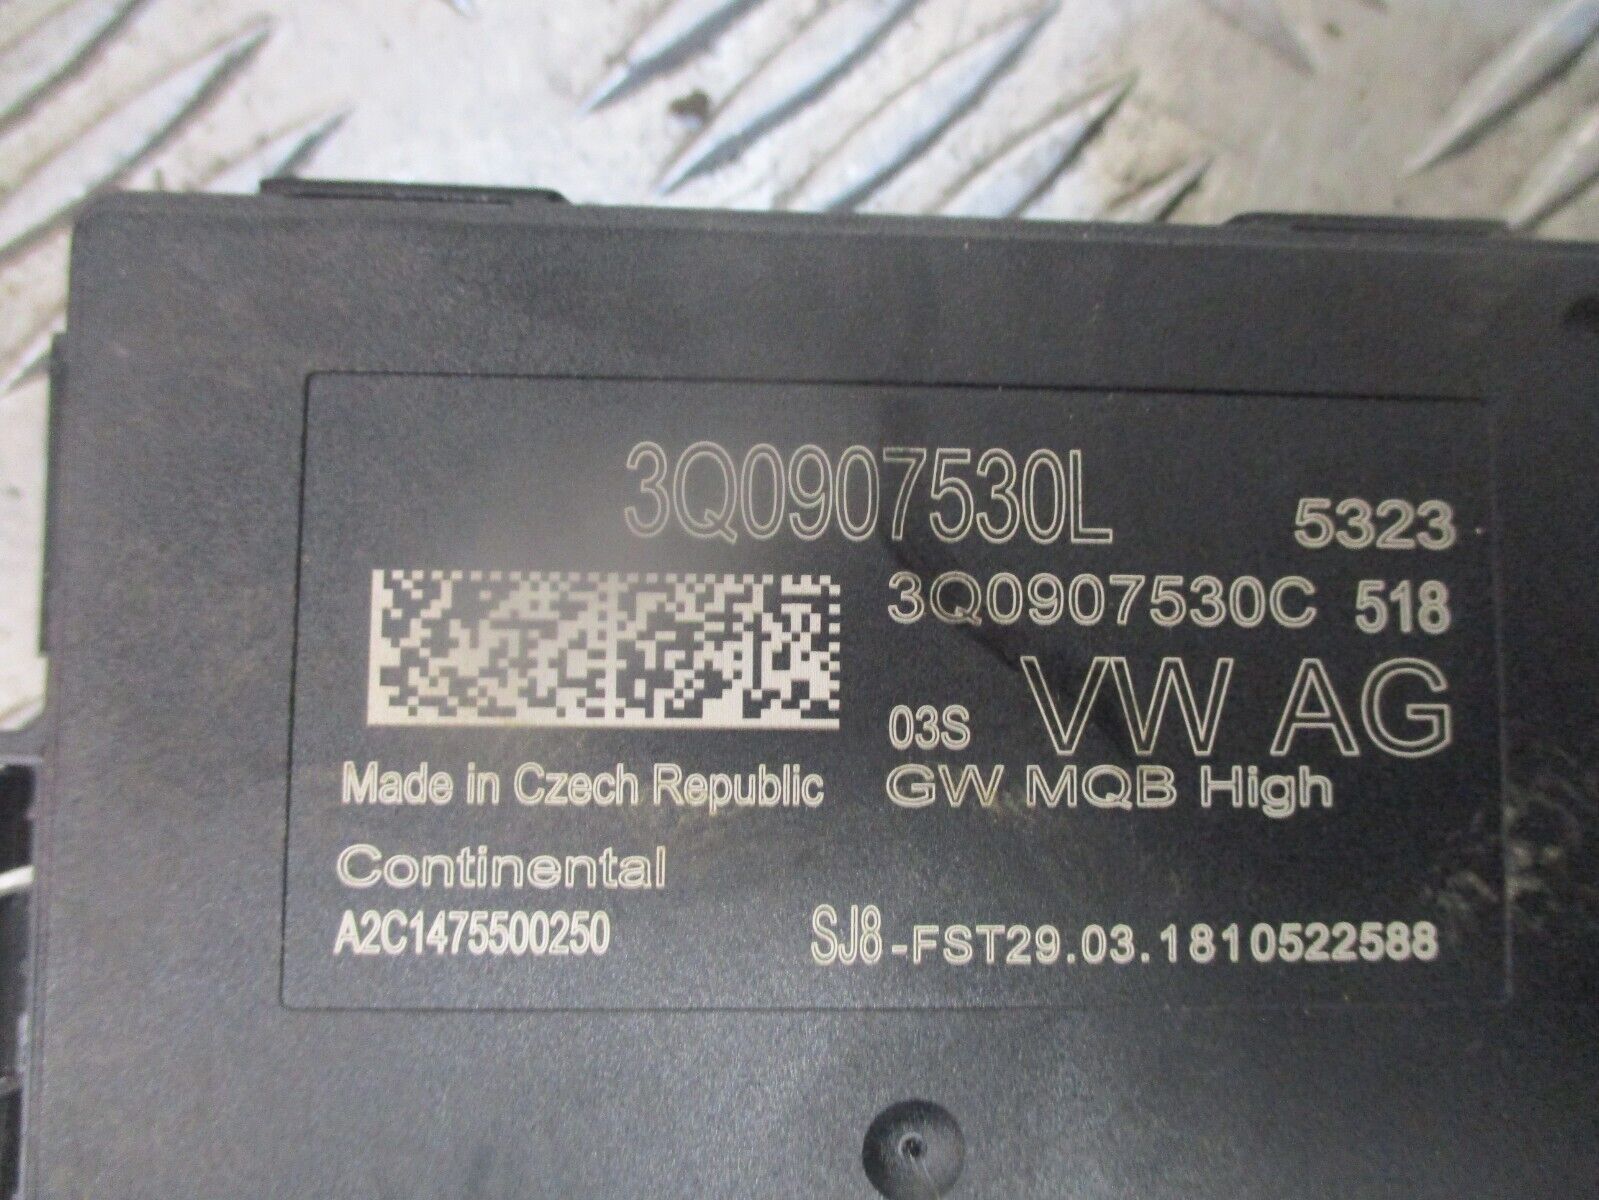 3Q0907530L
5323
3Q0907530C 518
03S VW AG
Made in Czech Republic GW MQB High
Continental
A2C1475500250 SJ8-FST29.03.1810522588